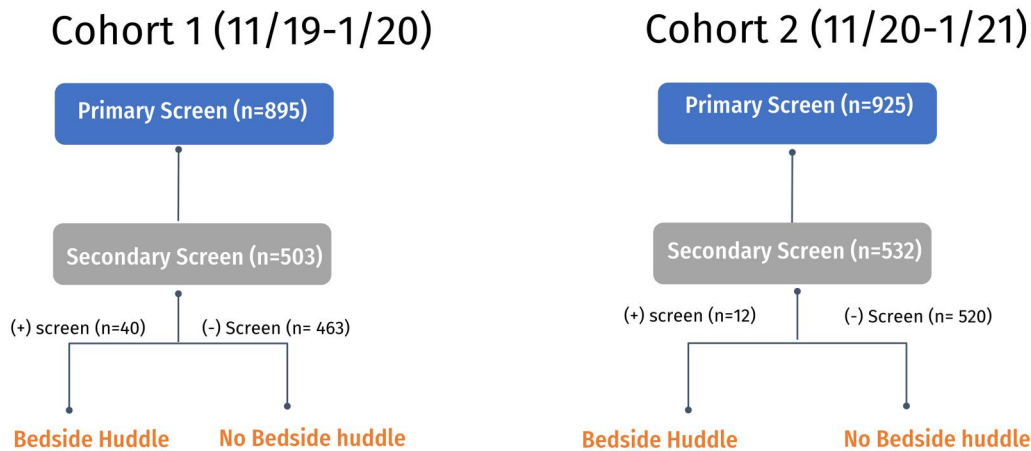 Cohort 1 (11/19-1/20)
Primary Screen (n=895)
Secondary Screen (n=503)
(+) screen (n=40)
(-) Screen (n= 463)
Bedside Huddle
No Bedside huddle
Cohort 2 (11/20-1/21)
Primary Screen (n=925)
Secondary Screen (n=532)
(+) screen (n=12)
(-) Screen (n= 520)
Bedside Huddle
No Bedside huddle